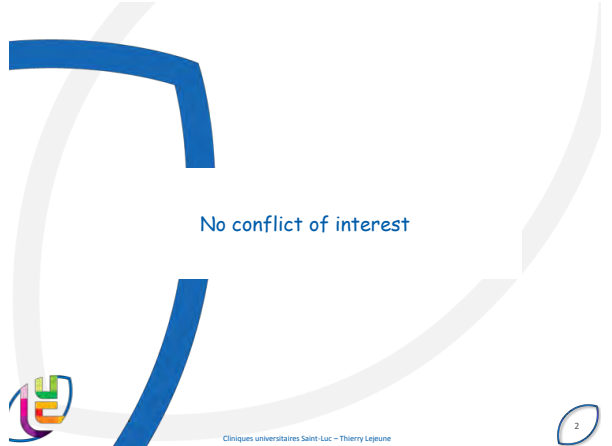 No conflict of interest
Cliniques universitaires Saint-Luc – Thierry Lejeune
2